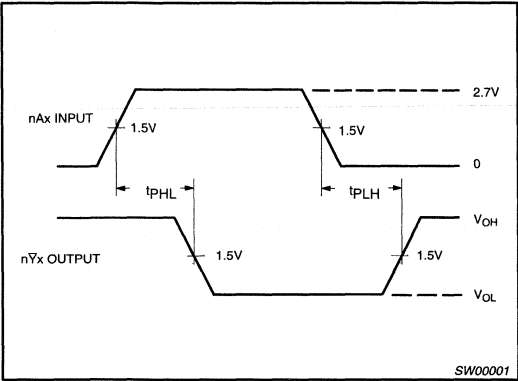 2.7V
nAx INPUT
1.5V
1.5V
0
tPHL
tPLH
VOH
1.5V
1.5V
nY̅x OUTPUT
VOL
SW00001